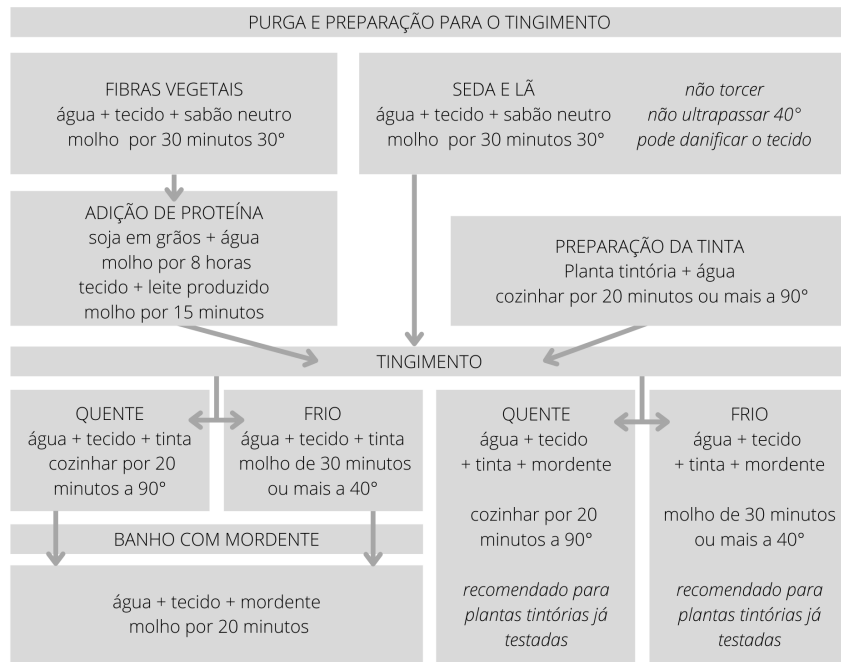 PURGA E PREPARAÇÃO PARA O TINGIMENTO
FIBRAS VEGETAIS
água + tecido + sabão neutro
molho por 30 minutos 30°
SEDA E LÃ
água + tecido + sabão neutro
molho por 30 minutos 30°
não torcer
não ultrapassar 40°
pode danificar o tecido
ADIÇÃO DE PROTEÍNA
soja em grãos + água
molho por 8 horas
tecido + leite produzido
molho por 15 minutos
PREPARAÇÃO DA TINTA
Planta tintória + água
cozinhar por 20 minutos ou mais a 90°
TINGIMENTO
QUENTE
água + tecido + tinta
cozinhar por 20
minutos a 90°
FRIO
água + tecido + tinta
molho de 30 minutos
ou mais a 40°
QUENTE
água + tecido
+ tinta + mordente
cozinhar por 20
minutos a 90°
recomendado para
plantas tintórias já
testadas
FRIO
água + tecido
+ tinta + mordente
molho de 30 minutos
ou mais a 40°
recomendado para
plantas tintórias já
testadas
BANHO COM MORDENTE
água + tecido + mordente
molho por 20 minutos